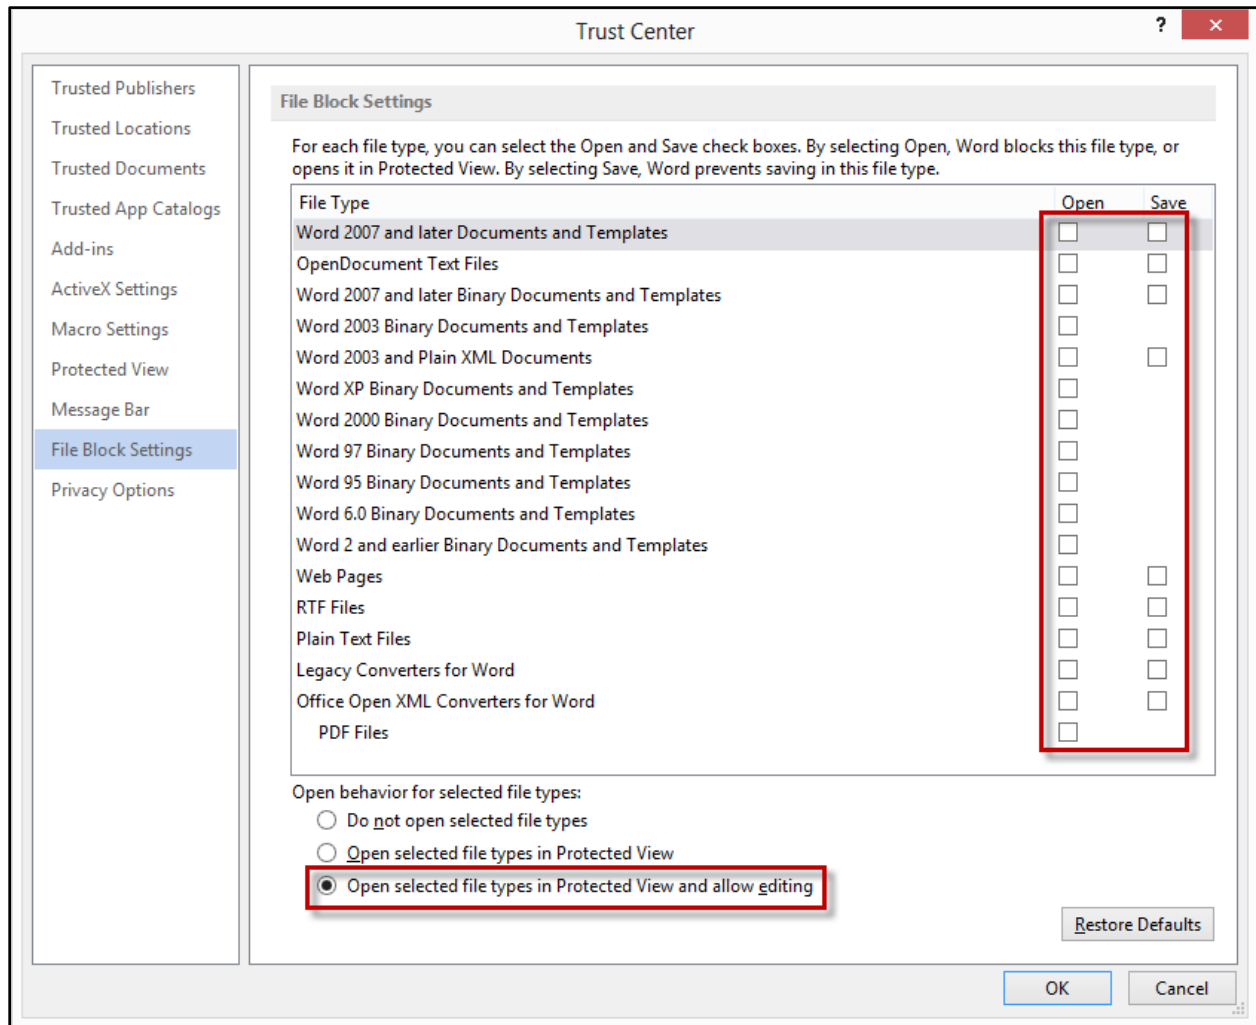 Trust Center
?
Trusted Publishers
Trusted Locations
Trusted Documents
Trusted App Catalogs
Add-ins
ActiveX Settings
Macro Settings
Protected View
Message Bar
File Block Settings
Privacy Options
File Block Settings
For each file type, you can select the Open and Save check boxes. By selecting Open, Word blocks this file type, or
opens it in Protected View. By selecting Save, Word prevents saving in this file type.
File Type Open Save
Word 2007 and later Documents and Templates
OpenDocument Text Files
Word 2007 and later Binary Documents and Templates
Word 2003 Binary Documents and Templates
Word 2003 and Plain XML Documents
Word XP Binary Documents and Templates
Word 2000 Binary Documents and Templates
Word 97 Binary Documents and Templates
Word 95 Binary Documents and Templates
Word 6.0 Binary Documents and Templates
Word 2 and earlier Binary Documents and Templates
Web Pages
RTF Files
Plain Text Files
Legacy Converters for Word
Office Open XML Converters for Word
PDF Files
Open behavior for selected file types:
Do not open selected file types
Open selected file types in Protected View
Open selected file types in Protected View and allow editing
Restore Defaults
OK Cancel